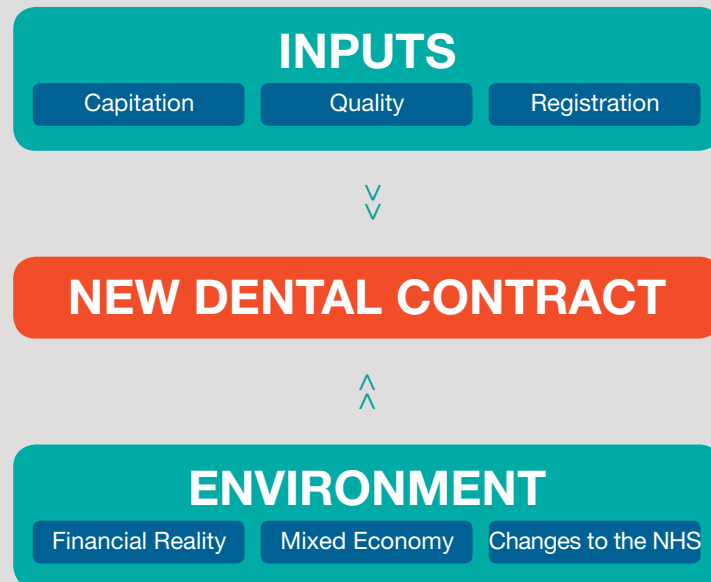 INPUTS
Capitation Quality Registration
NEW DENTAL CONTRACT
ENVIRONMENT
Financial Reality Mixed Economy Changes to the NHS